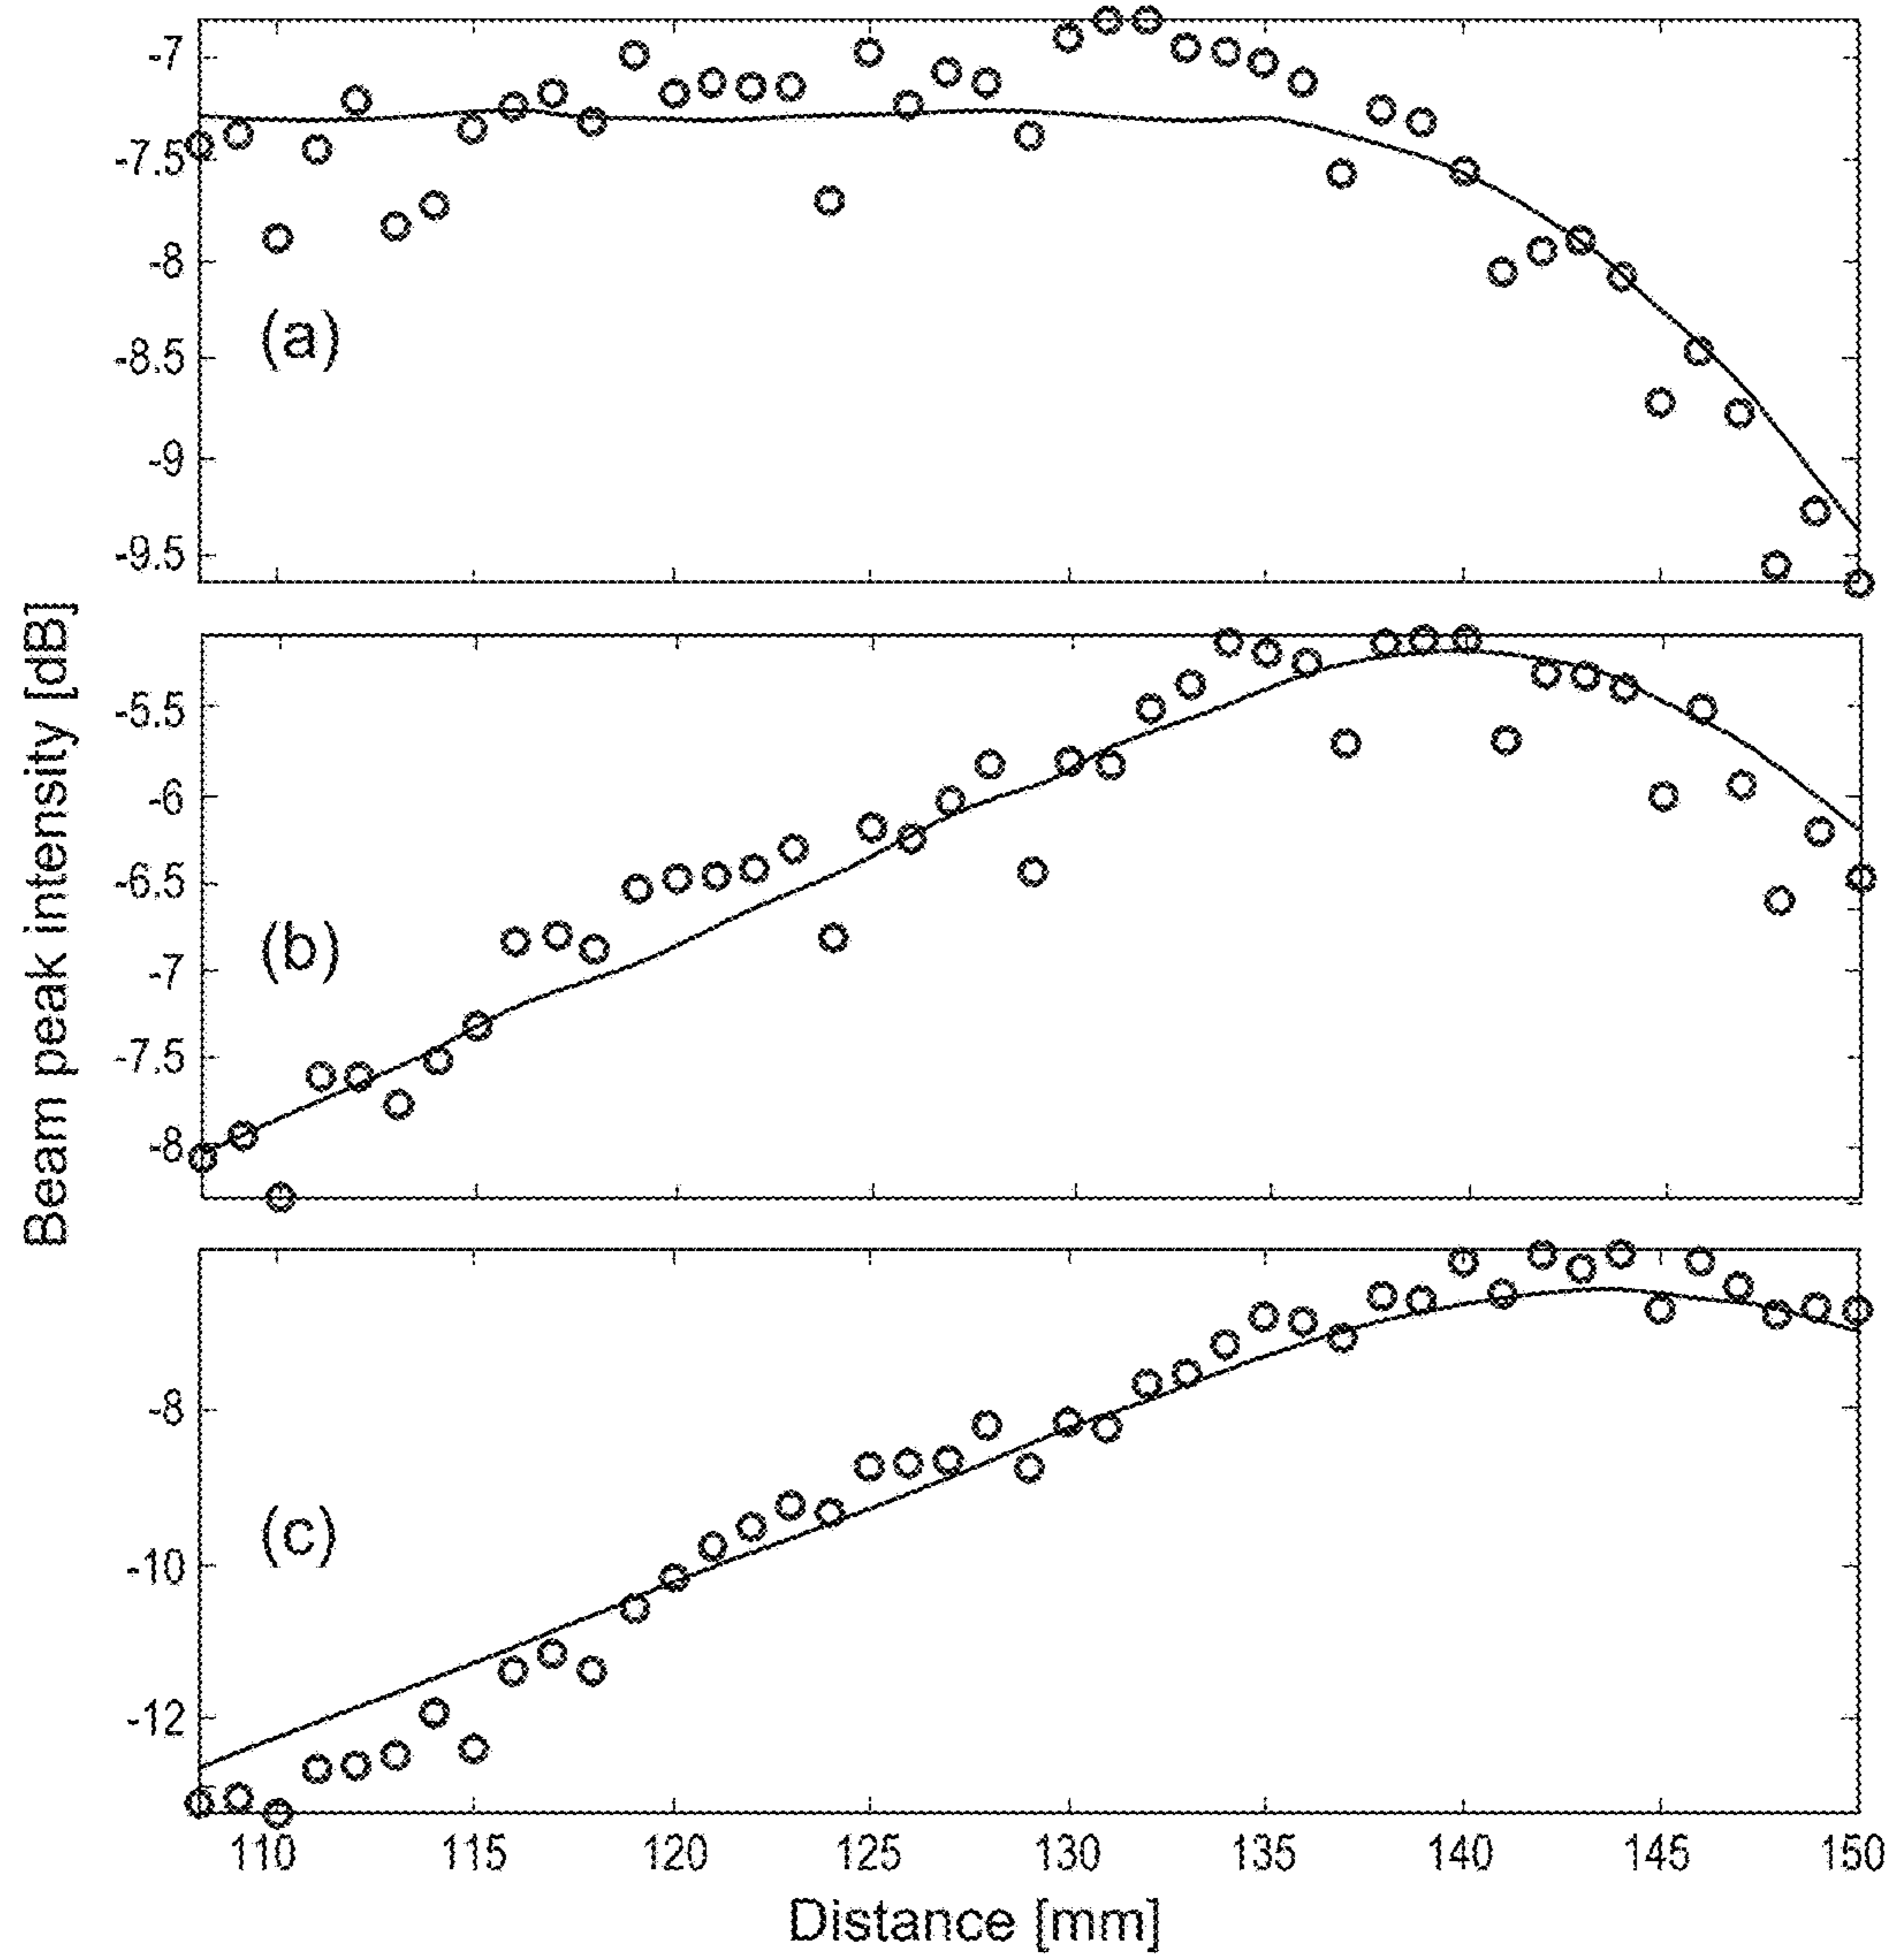 Beam peak intensity [dB]
-7
-7.5
-8
-8.5
-9
-9.5
(a)
-5.5
-6
-6.5
-7
-7.5
-8
(b)
-8
-10
-12
(c)
110 115 120 125 130 135 140 145 150
Distance [mm]